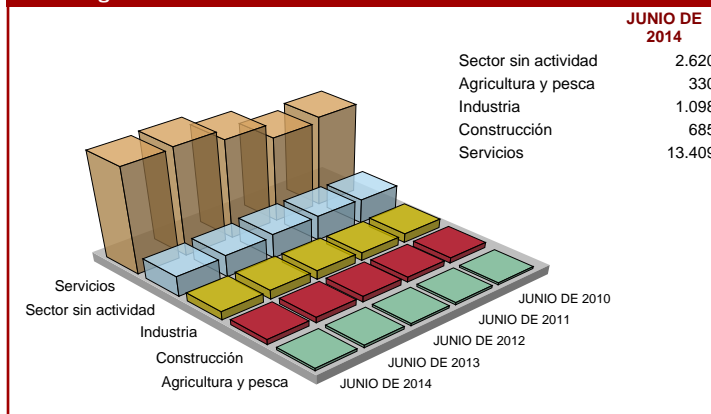 JUNIO DE
2014
Sector sin actividad 2.620
Agricultura y pesca 330
Industria 1.098
Construcción 685
Servicios 13.409
Servicios
Sector sin actividad
Industria
Construcción
Agricultura y pesca
JUNIO DE 2010
JUNIO DE 2011
JUNIO DE 2012
JUNIO DE 2013
JUNIO DE 2014